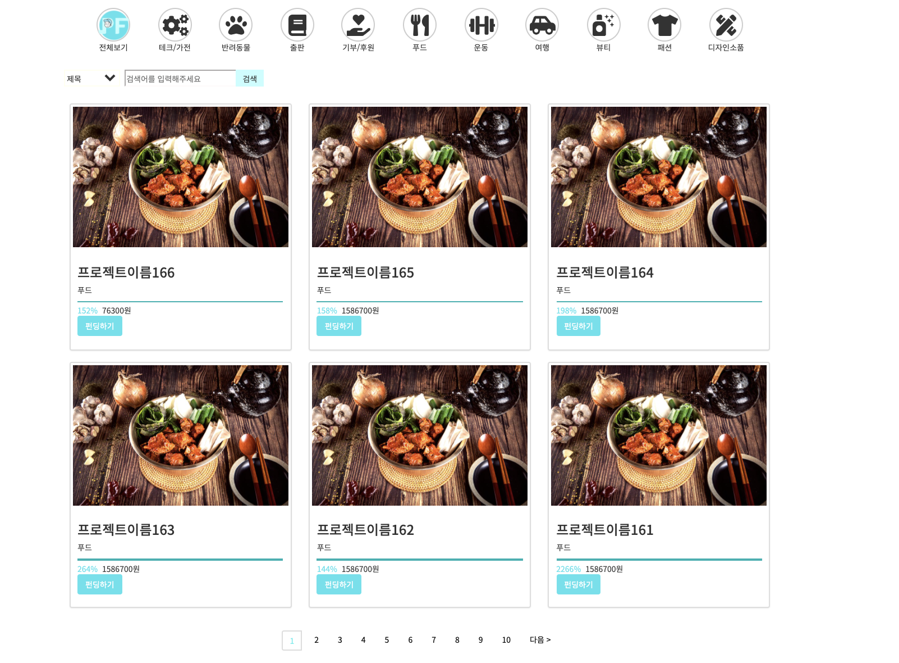 PF
전체보기 테크/가전 반려동물 출판 기부/후원 푸드 운동 여행 뷰티 패션 디자인소품
제목 검색어를 입력해주세요 검색
프로젝트이름166
푸드
152% 76300원
펀딩하기
프로젝트이름165
푸드
158% 1586700원
펀딩하기
프로젝트이름164
푸드
198% 1586700원
펀딩하기
프로젝트이름163
푸드
264% 1586700원
펀딩하기
프로젝트이름162
푸드
144% 1586700원
펀딩하기
프로젝트이름161
푸드
2266% 1586700원
펀딩하기
1 2 3 4 5 6 7 8 9 10 다음 >